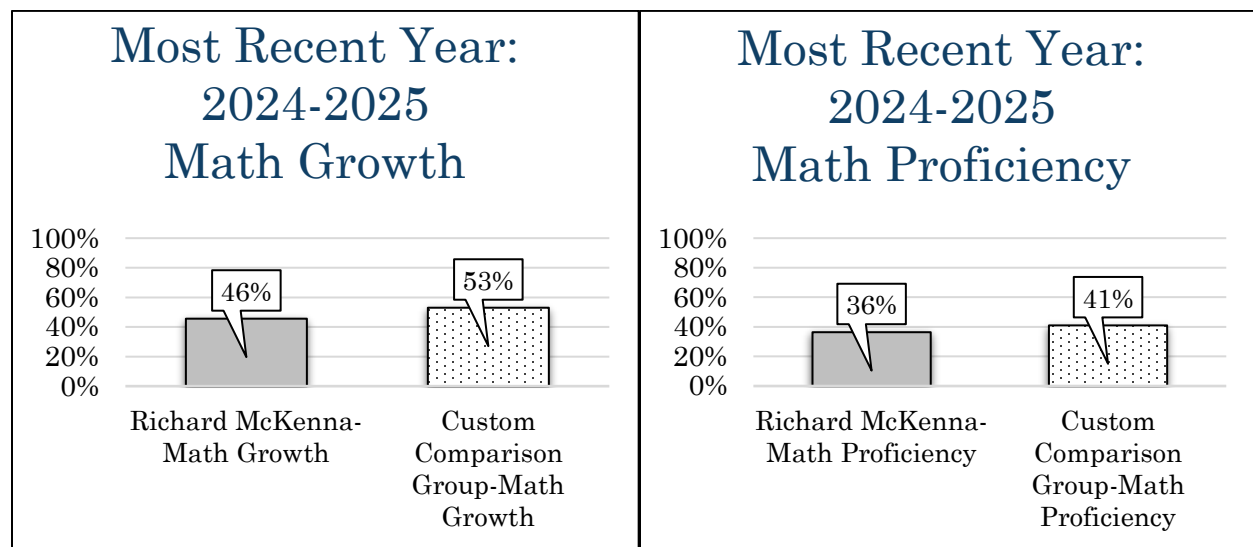 Most Recent Year:
2024-2025
Math Growth
100%
80%
60%
40%
20%
0%
46%
53%
Richard McKenna-
Math Growth
Custom
Comparison
Group-Math
Growth
Most Recent Year:
2024-2025
Math Proficiency
100%
80%
60%
40%
20%
0%
36%
41%
Richard McKenna-
Math Proficiency
Custom
Comparison
Group-Math
Proficiency